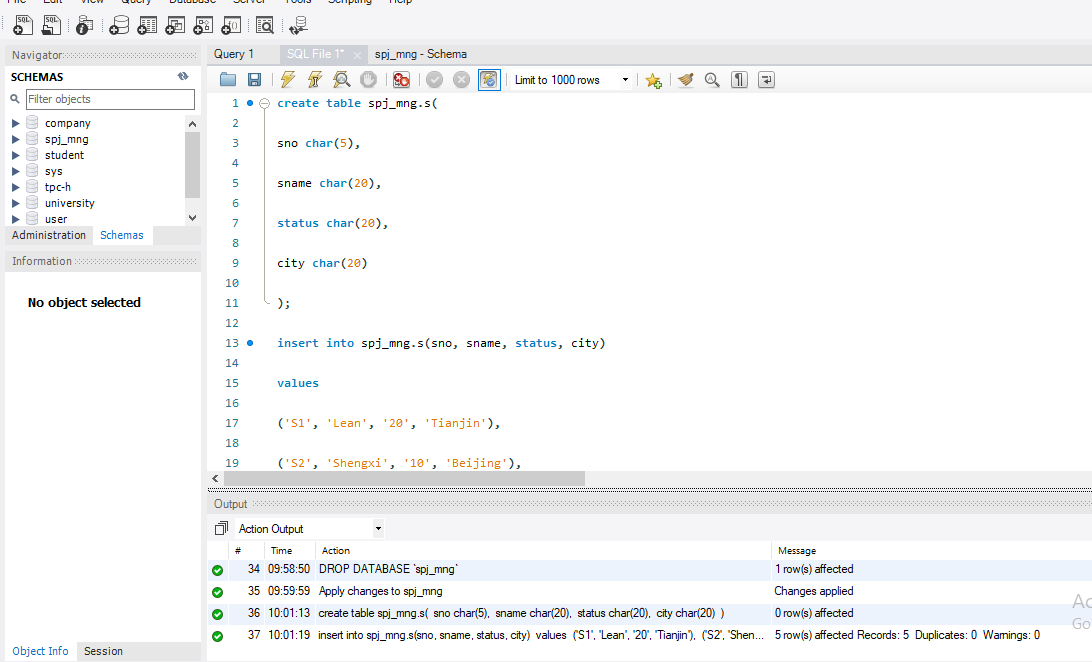 File Edit View Query Database Server Tools Scripting Help
SQL SQL
Navigator
Query 1 SQL File 1* spj_mng - Schema
SCHEMAS
Limit to 1000 rows
Filter objects
company
spj_mng
student
sys
tpc-h
university
user
Administration Schemas
Information
No object selected
1 create table spj_mng.s(
2
3 sno char(5),
4
5 sname char(20),
6
7 status char(20),
8
9 city char(20)
10
11 );
12
13 insert into spj_mng.s(sno, sname, status, city)
14
15 values
16
17 ('S1', 'Lean', '20', 'Tianjin'),
18
19 ('S2', 'Shengxi', '10', 'Beijing'),
Output
Action Output
# Time Action Message
34 09:58:50 DROP DATABASE `spj_mng` 1 row(s) affected
35 09:59:59 Apply changes to spj_mng Changes applied
36 10:01:13 create table spj_mng.s( sno char(5), sname char(20), status char(20), city char(20) ) 0 row(s) affected
37 10:01:19 insert into spj_mng.s(sno, sname, status, city) values ('S1', 'Lean', '20', 'Tianjin'), ('S2', 'Shen... 5 row(s) affected Records: 5 Duplicates: 0 Warnings: 0
Ac
Go
Object Info Session